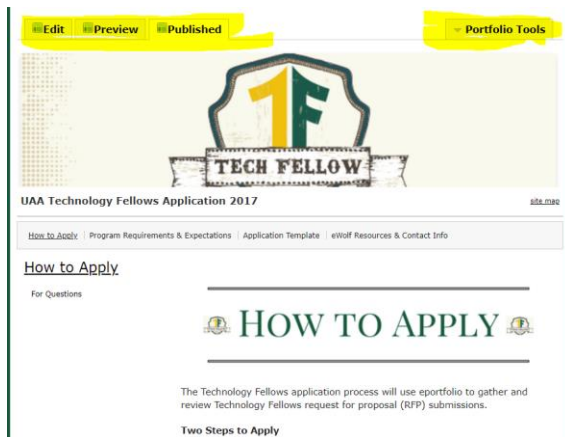 Edit Preview Published Portfolio Tools
TF
TECH FELLOW
UAA Technology Fellows Application 2017 site map
How to Apply Program Requirements & Expectations Application Template eWolf Resources & Contact Info
How to Apply
For Questions
HOW TO APPLY
The Technology Fellows application process will use eportfolio to gather and
review Technology Fellows request for proposal (RFP) submissions.
Two Steps to Apply